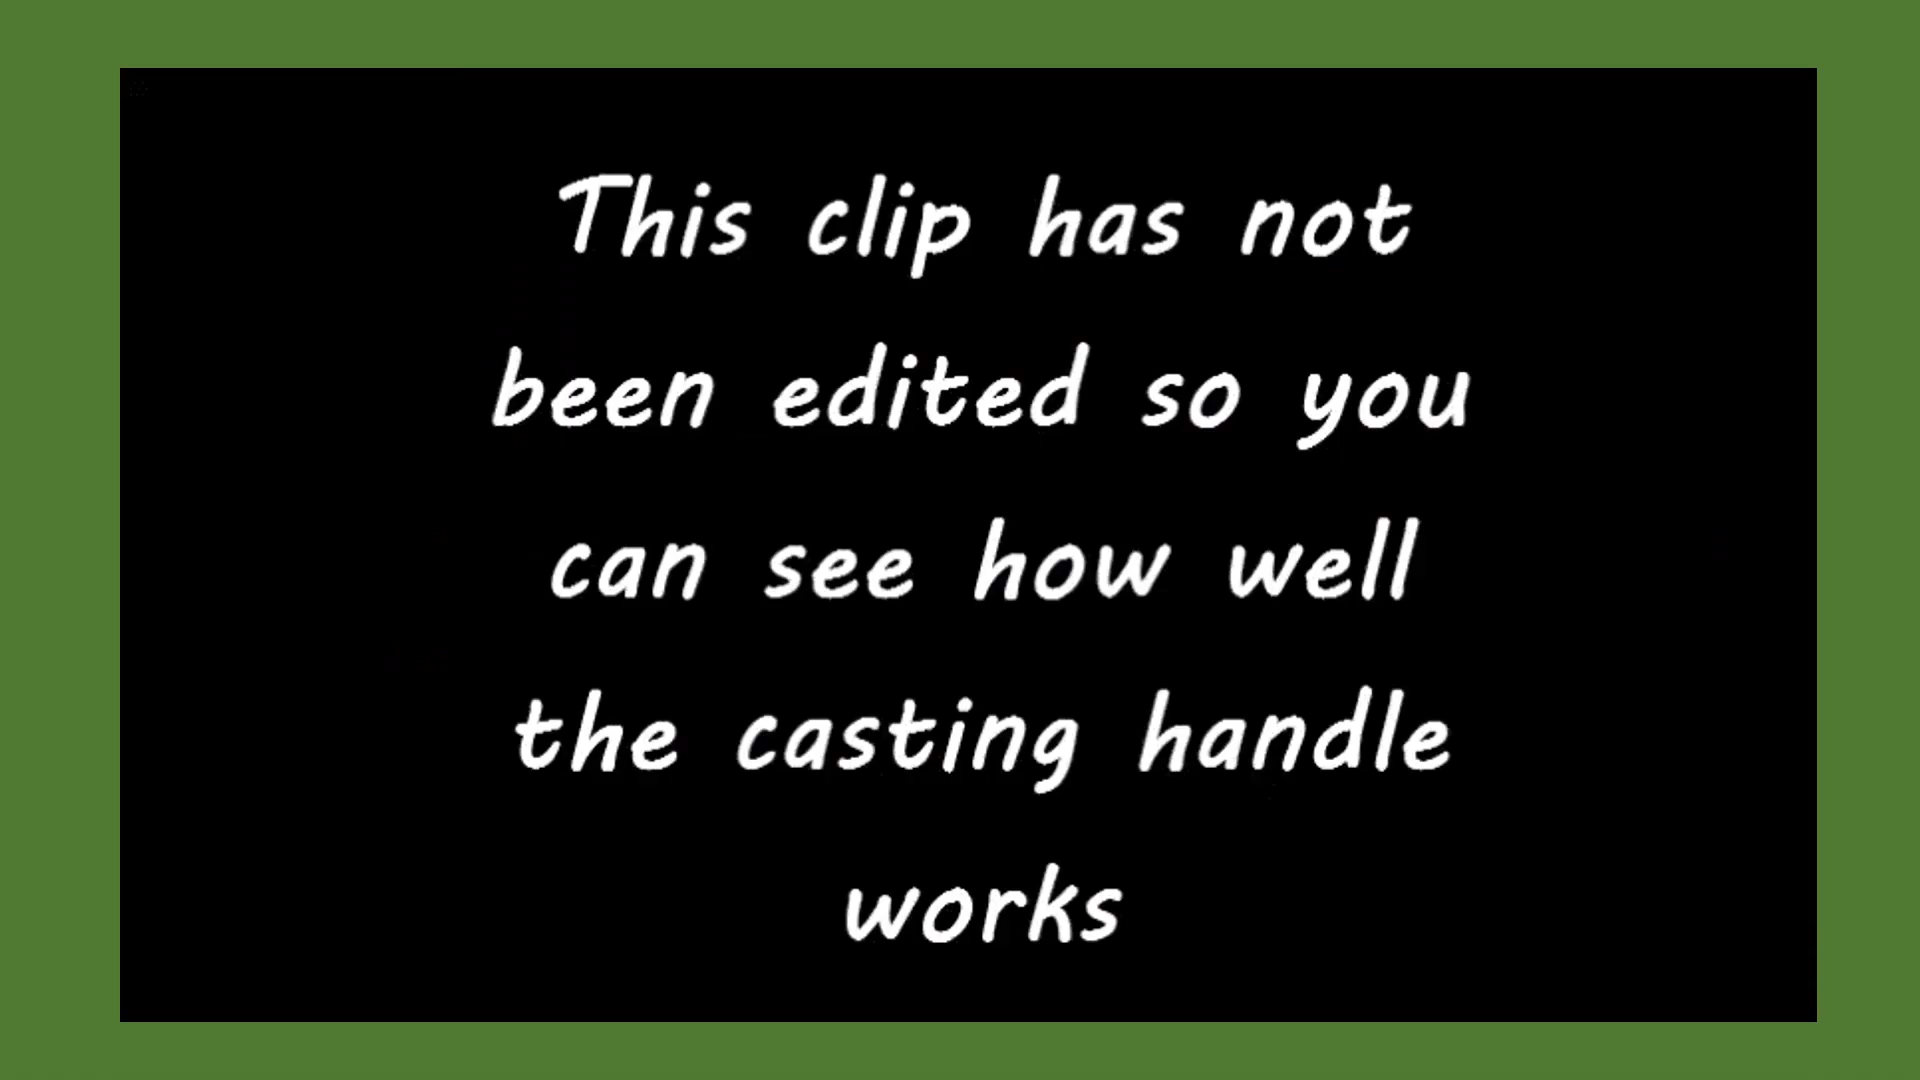 This clip has not
been edited so you
can see how well
the casting handle
works